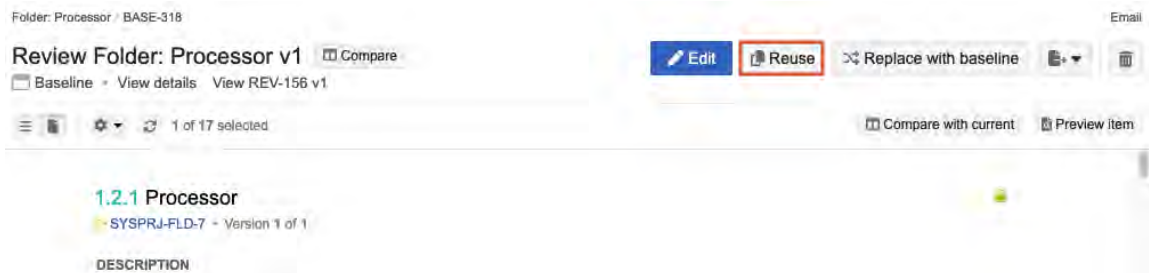 Folder: Processor / BASE-318 Email
Review Folder: Processor v1 Compare Edit Reuse Replace with baseline
Baseline • View details View REV-156 v1
1 of 17 selected Compare with current Preview item
1.2.1 Processor
SYSPRJ-FLD-7 • Version 1 of 1
DESCRIPTION